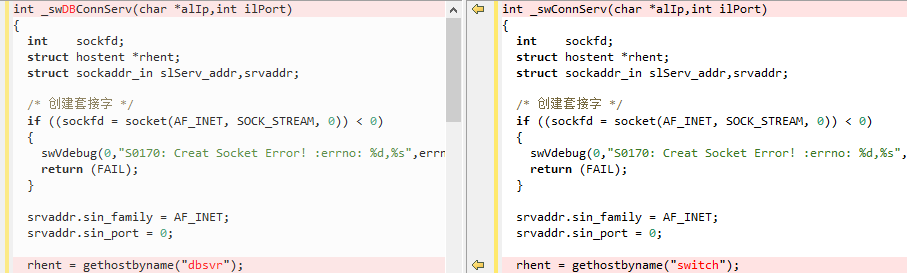 int _swDBConnServ(char *alIp,int ilPort)
{
  int    sockfd;
  struct hostent *rhent;
  struct sockaddr_in slServ_addr,srvaddr;
  /* 创建套接字 */
  if ((sockfd = socket(AF_INET, SOCK_STREAM, 0)) < 0)
  {
    swVdebug(0,"S0170: Creat Socket Error! :errno: %d,%s",errn
    return (FAIL);
  }
  srvaddr.sin_family = AF_INET;
  srvaddr.sin_port = 0;
  rhent = gethostbyname("dbsvr");
int _swConnServ(char *alIp,int ilPort)
{
  int    sockfd;
  struct hostent *rhent;
  struct sockaddr_in slServ_addr,srvaddr;
  /* 创建套接字 */
  if ((sockfd = socket(AF_INET, SOCK_STREAM, 0)) < 0)
  {
    swVdebug(0,"S0170: Creat Socket Error! :errno: %d,%s",
    return (FAIL);
  }
  srvaddr.sin_family = AF_INET;
  srvaddr.sin_port = 0;
  rhent = gethostbyname("switch");